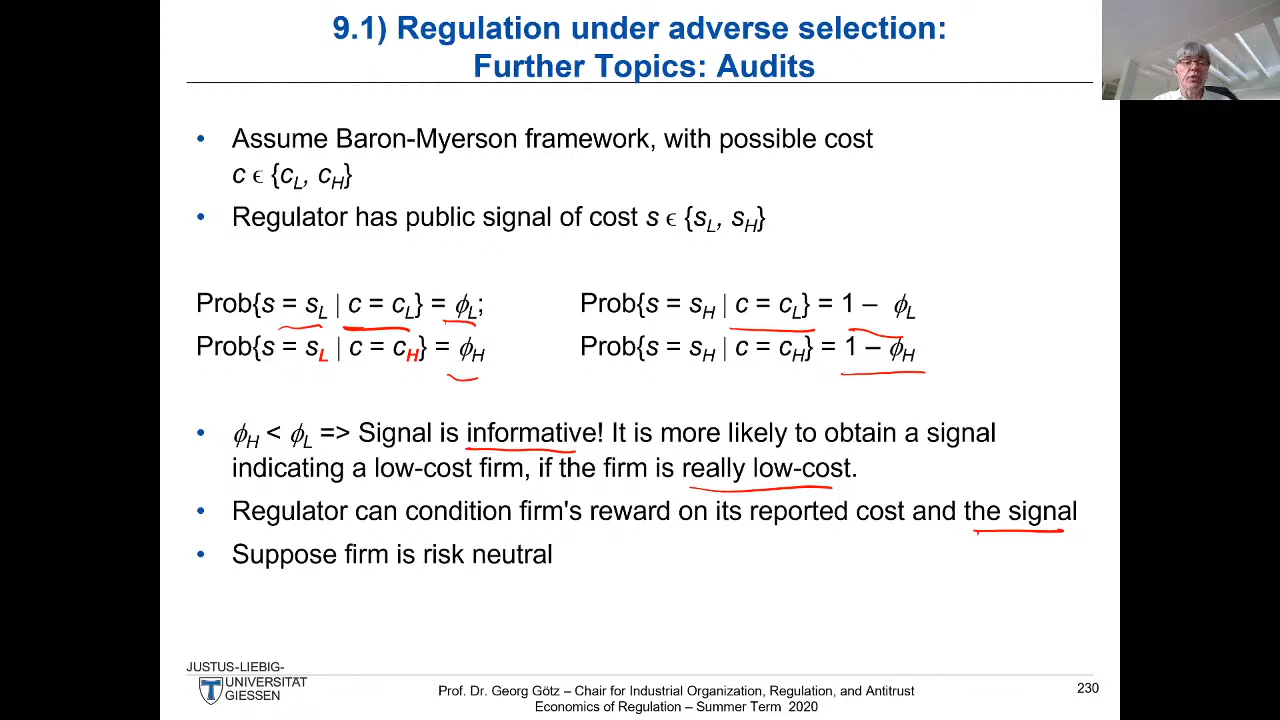 9.1) Regulation under adverse selection:
Further Topics: Audits
• Assume Baron-Myerson framework, with possible cost
c ϵ {cL, cH}
• Regulator has public signal of cost s ϵ {sL, sH}
Prob{s = sL | c = cL} = ϕL; Prob{s = sH | c = cL} = 1 – ϕL
Prob{s = sL | c = cH} = ϕH Prob{s = sH | c = cH} = 1 – ϕH
• ϕH < ϕL => Signal is informative! It is more likely to obtain a signal
indicating a low-cost firm, if the firm is really low-cost.
• Regulator can condition firm's reward on its reported cost and the signal
• Suppose firm is risk neutral
JUSTUS-LIEBIG-
UNIVERSITÄT
GIESSEN
Prof. Dr. Georg Götz – Chair for Industrial Organization, Regulation, and Antitrust
Economics of Regulation – Summer Term 2020
230